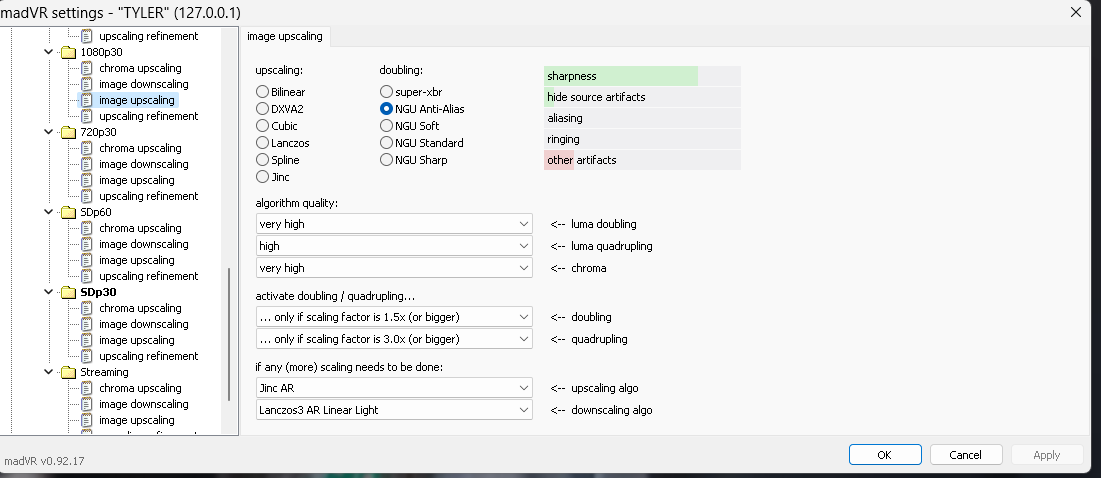 madVR settings - "TYLER" (127.0.0.1)
upscaling refinement
1080p30
chroma upscaling
image downscaling
image upscaling
upscaling refinement
720p30
chroma upscaling
image downscaling
image upscaling
upscaling refinement
SDp60
chroma upscaling
image downscaling
image upscaling
upscaling refinement
SDp30
chroma upscaling
image downscaling
image upscaling
upscaling refinement
Streaming
chroma upscaling
image downscaling
image upscaling
image upscaling
upscaling:
Bilinear
DXVA2
Cubic
Lanczos
Spline
Jinc
doubling:
super-xbr
NGU Anti-Alias
NGU Soft
NGU Standard
NGU Sharp
sharpness
hide source artifacts
aliasing
ringing
other artifacts
algorithm quality:
very high <-- luma doubling
high <-- luma quadrupling
very high <-- chroma
activate doubling / quadrupling...
... only if scaling factor is 1.5x (or bigger) <-- doubling
... only if scaling factor is 3.0x (or bigger) <-- quadrupling
if any (more) scaling needs to be done:
Jinc AR <-- upscaling algo
Lanczos3 AR Linear Light <-- downscaling algo
madVR v0.92.17
OK Cancel Apply